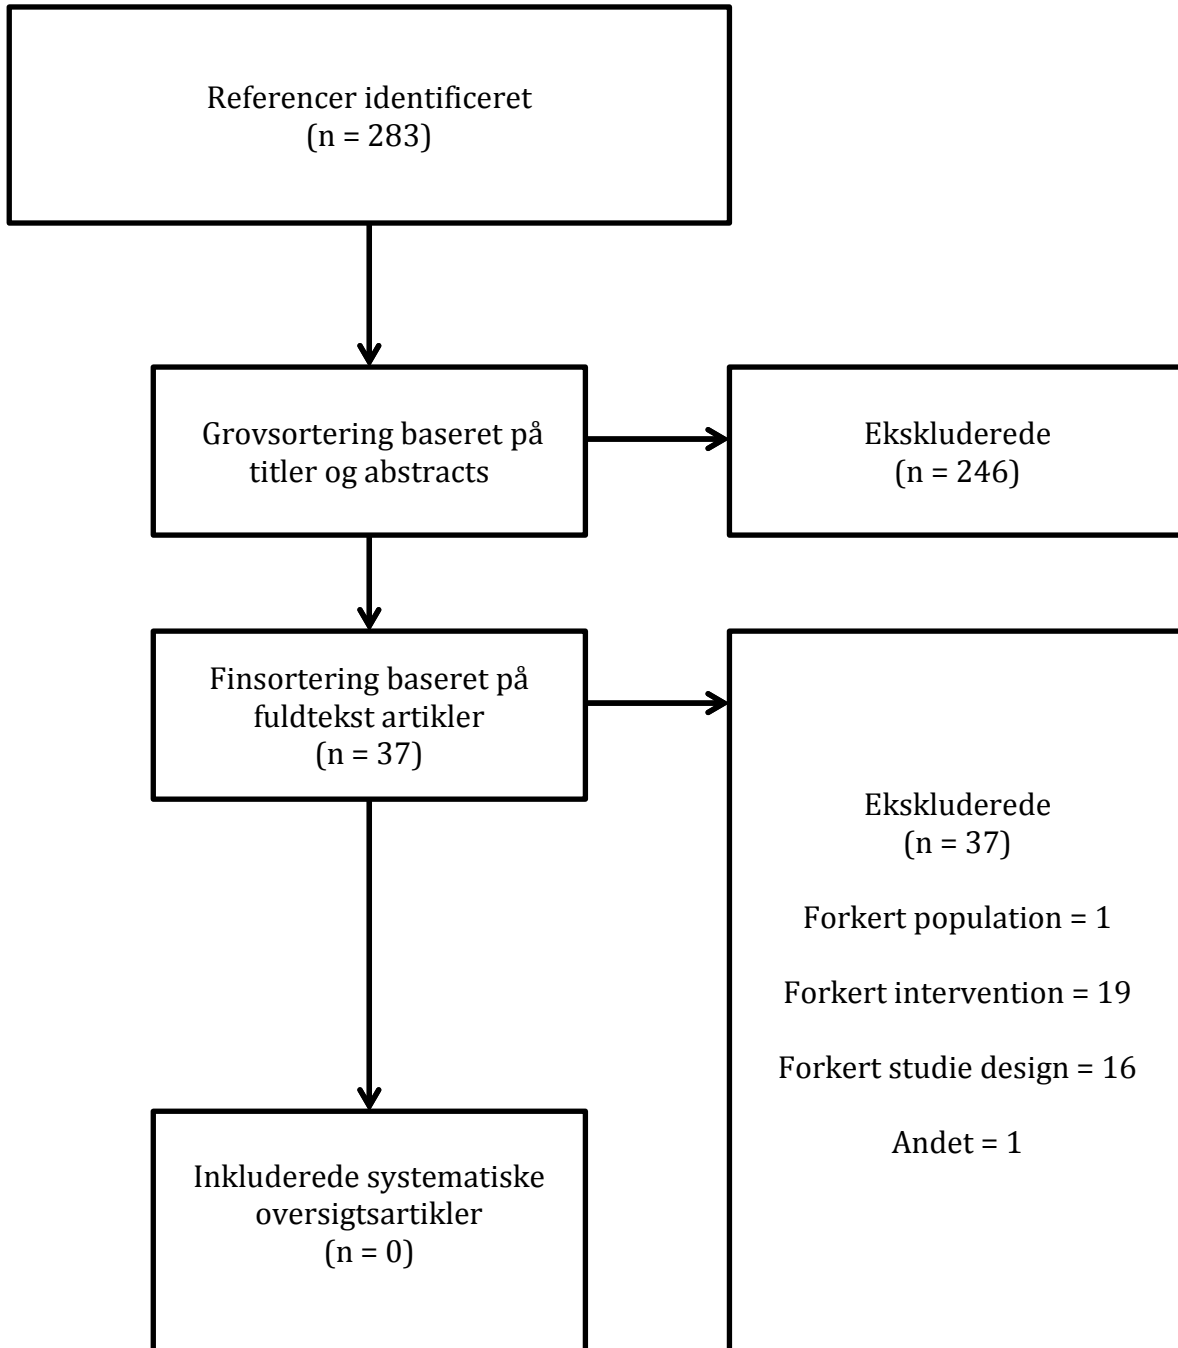 Referencer identificeret
(n = 283)
Grovsortering baseret på
titler og abstracts
Ekskluderede
(n = 246)
Finsortering baseret på
fuldtekst artikler
(n = 37)
Ekskluderede
(n = 37)
Forkert population = 1
Forkert intervention = 19
Forkert studie design = 16
Andet = 1
Inkluderede systematiske
oversigtsartikler
(n = 0)